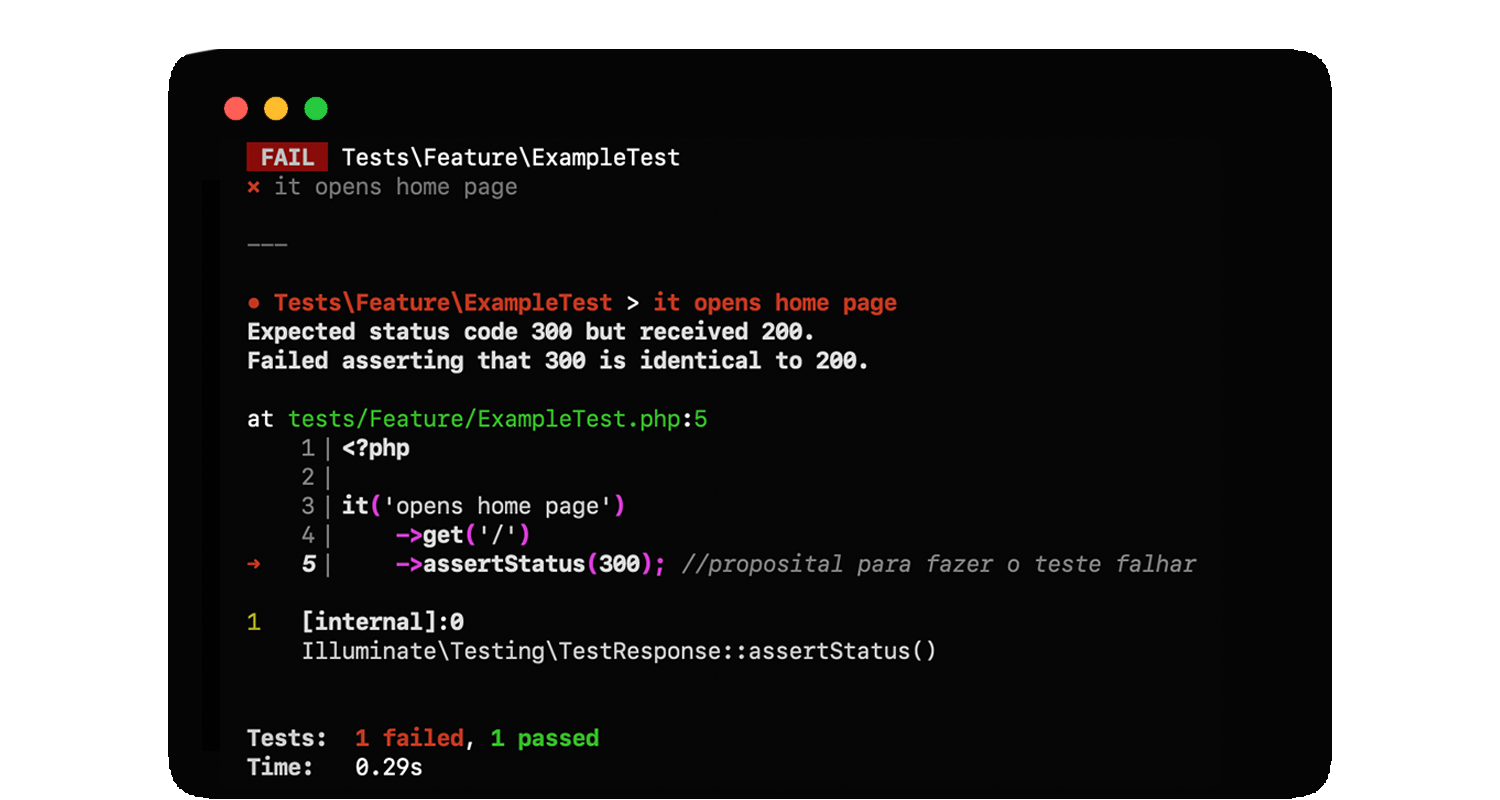 FAIL Tests\Feature\ExampleTest
× it opens home page
———
• Tests\Feature\ExampleTest > it opens home page
Expected status code 300 but received 200.
Failed asserting that 300 is identical to 200.
at tests/Feature/ExampleTest.php:5
1| <?php
2|
3| it('opens home page')
4|     ->get('/')
➜ 5|     ->assertStatus(300); //proposital para fazer o teste falhar
1 [internal]:0
Illuminate\Testing\TestResponse::assertStatus()
Tests: 1 failed, 1 passed
Time: 0.29s